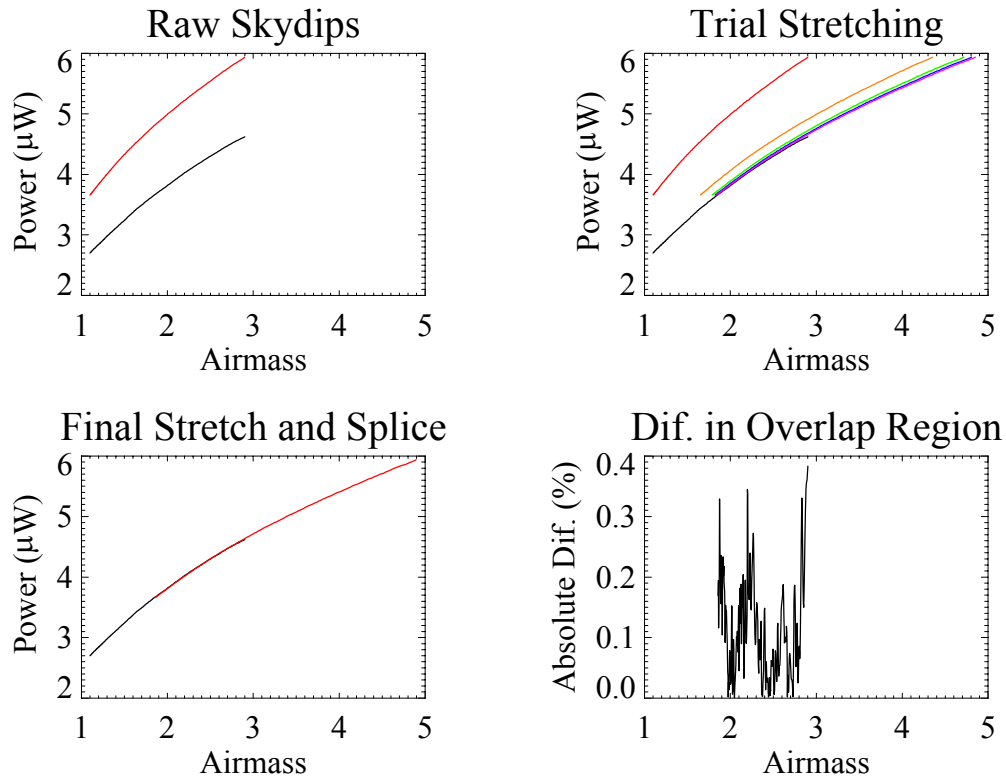 Raw Skydips
Power (μW)
6
5
4
3
2
1 2 3 4 5
Airmass
Trial Stretching
Power (μW)
6
5
4
3
2
1 2 3 4 5
Airmass
Final Stretch and Splice
Power (μW)
6
5
4
3
2
1 2 3 4 5
Airmass
Dif. in Overlap Region
Absolute Dif. (%)
0.4
0.3
0.2
0.1
0.0
1 2 3 4 5
Airmass